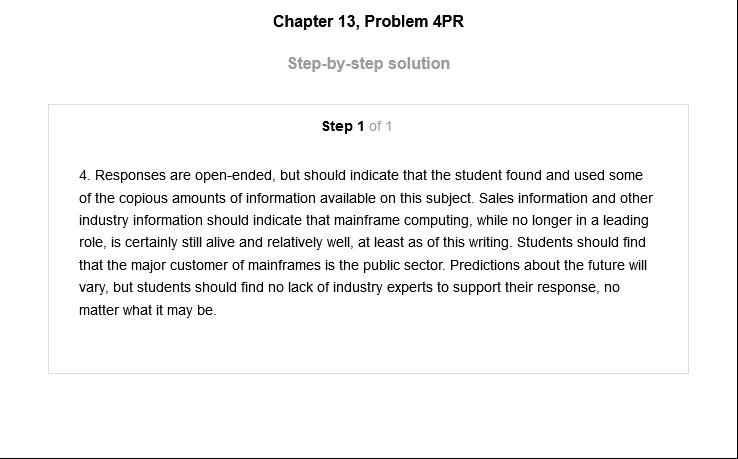 Chapter 13, Problem 4PR
Step-by-step solution
Step 1 of 1
4. Responses are open-ended, but should indicate that the student found and used some
of the copious amounts of information available on this subject. Sales information and other
industry information should indicate that mainframe computing, while no longer in a leading
role, is certainly still alive and relatively well, at least as of this writing. Students should find
that the major customer of mainframes is the public sector. Predictions about the future will
vary, but students should find no lack of industry experts to support their response, no
matter what it may be.